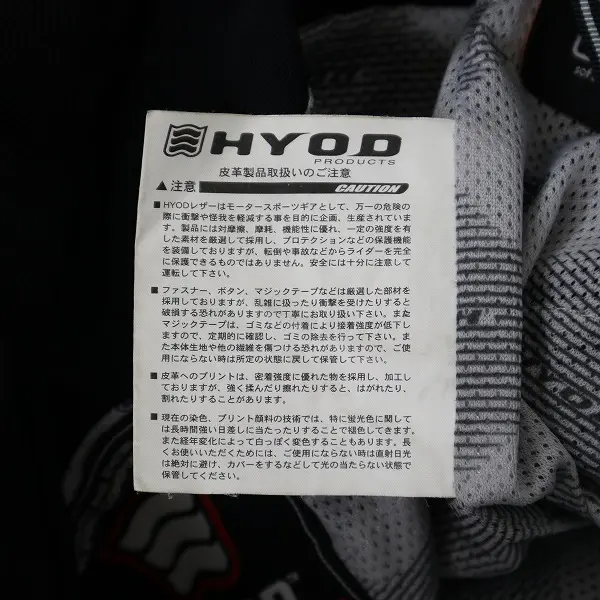 HYOD
PRODUCTS
皮革製品取扱いのご注意
▲注意 CAUTION
■HYODレザーはモータースポーツギアとして、万一の危険の
際に衝撃や怪我を軽減する事を目的に企画、生産されていま
す。製品には対摩擦、摩耗、機能性に優れ、一定の強度を有
した素材を厳選して採用し、プロテクションなどの保護機能
を装備しておりますが、転倒や事故などからライダーを完全
に保護できるものではありません。安全には十分に注意して
運転して下さい。
■ファスナー、ボタン、マジックテープなどは厳選した部材を
採用しておりますが、乱雑に扱ったり衝撃を受けたりすると
破損する恐れがありますので丁寧にお取り扱い下さい。また
マジックテープは、ゴミなどの付着により接着強度が低下し
ますので、定期的に確認し、ゴミの除去を行って下さい。ま
た本体生地や他の繊維を傷つける恐れがありますので、ご使
用にならない時は所定の状態に戻して保管して下さい。
■皮革へのプリントは、密着強度に優れた物を採用し、加工し
ておりますが、強く揉んだり擦れたりすると、はがれたり、
割れたりすることがあります。
■現在の染色、プリント顔料の技術では、特に蛍光色に関して
は長時間強い日差しに当たったりすることで褪色してきます。
また経年変化によって白っぽく変色することもあります。長
くお使いいただくためには、ご使用にならない時は直射日光
は絶対に避け、カバーをするなどして光の当たらない状態で
保管してください。